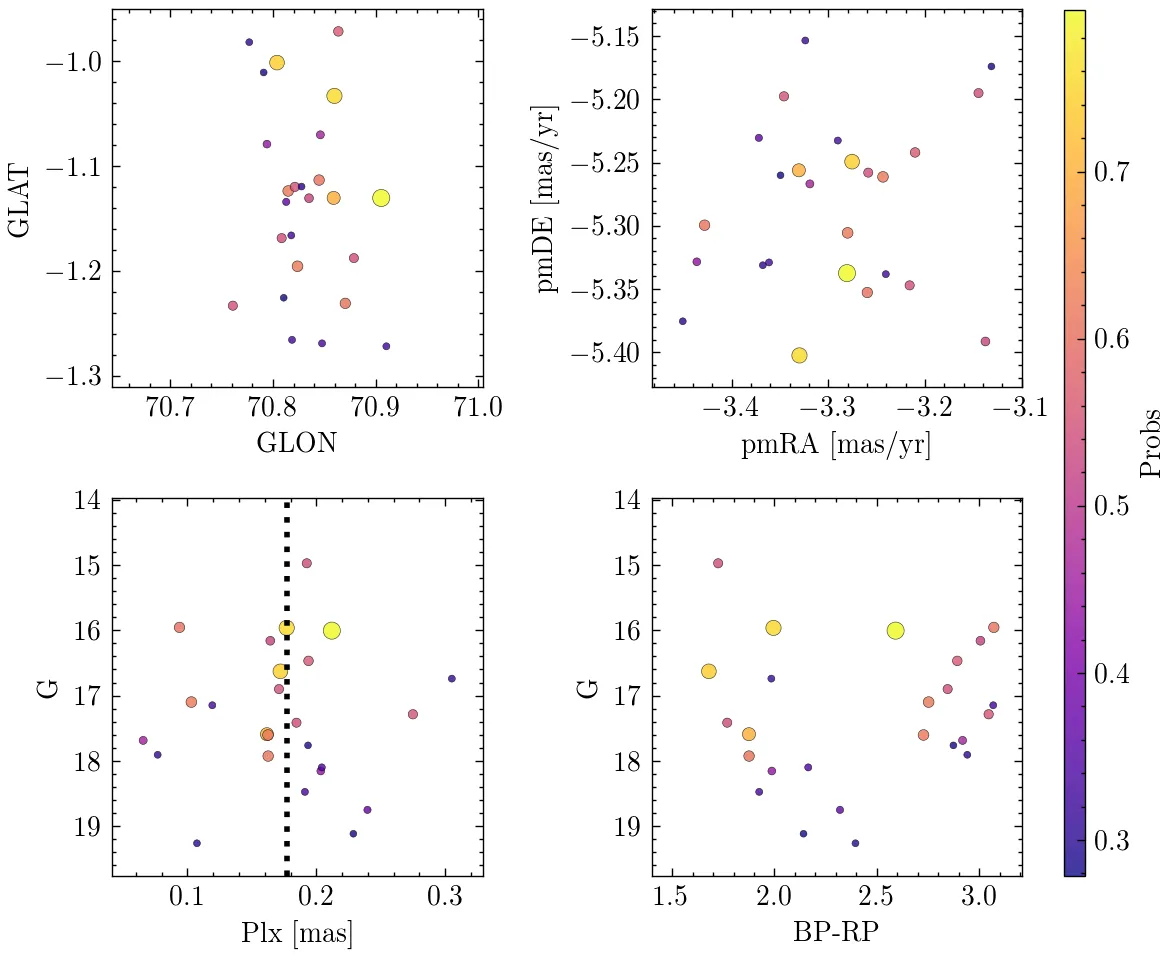 −1.0
−1.1
−1.2
−1.3
GLAT
70.7 70.8 70.9 71.0
GLON
−5.15
−5.20
−5.25
−5.30
−5.35
−5.40
pmDE [mas/yr]
−3.4 −3.3 −3.2 −3.1
pmRA [mas/yr]
14
15
16
17
18
19
G
0.1 0.2 0.3
Plx [mas]
14
15
16
17
18
19
G
1.5 2.0 2.5 3.0
BP-RP
0.7
0.6
0.5
0.4
0.3
Probs